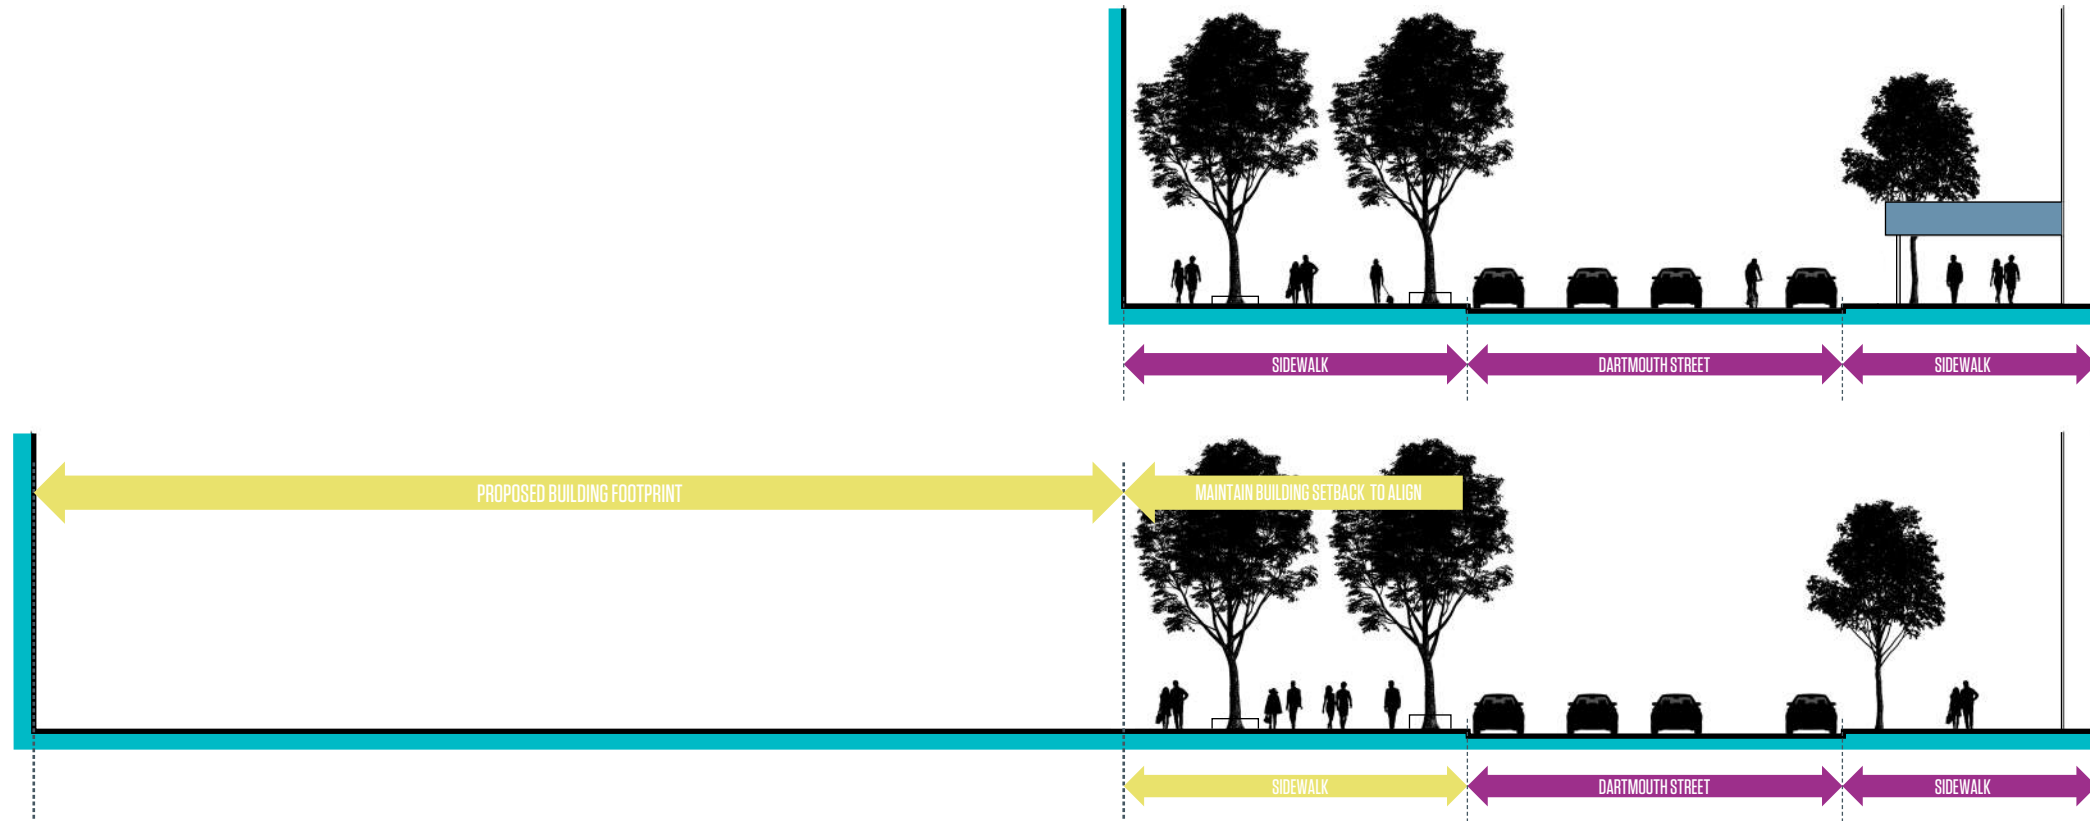 SIDEWALK
DARTMOUTH STREET
SIDEWALK
PROPOSED BUILDING FOOTPRINT
MAINTAIN BUILDING SETBACK TO ALIGN
SIDEWALK
DARTMOUTH STREET
SIDEWALK